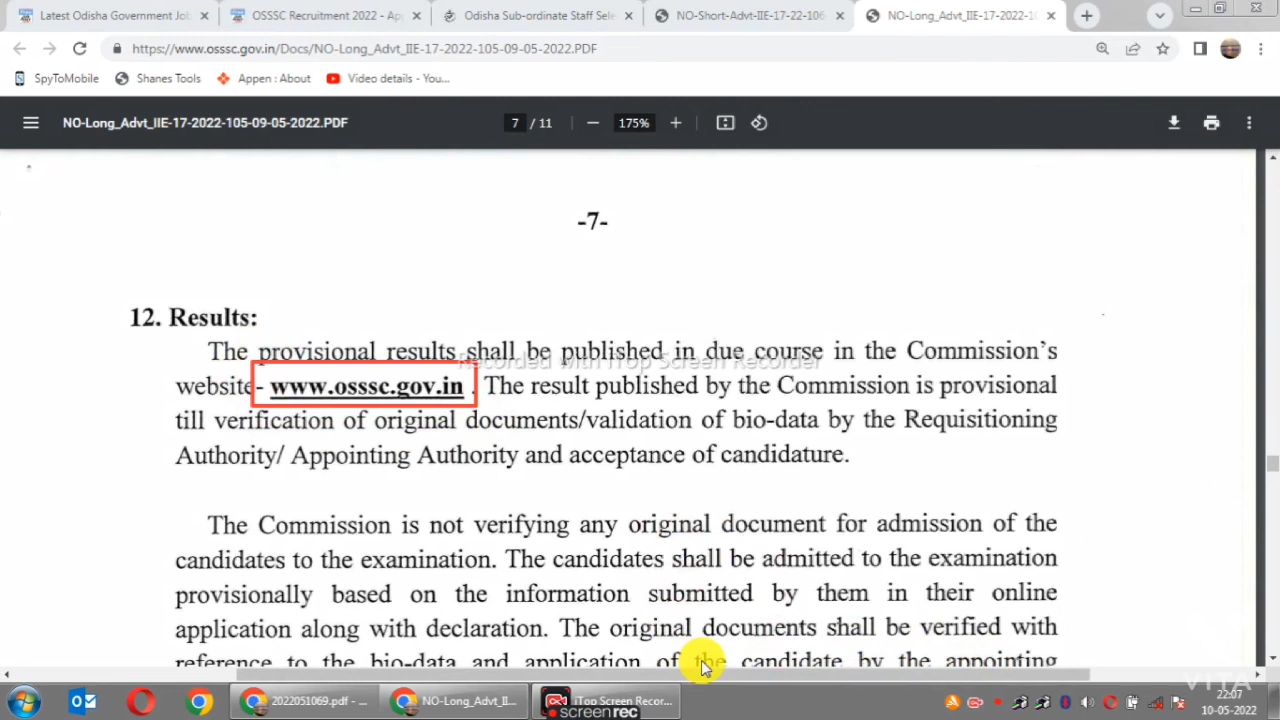 Latest Odisha Government Jo
OSSSC Recruitment 2022 - Ap
Odisha Sub-ordinate Staff Sele
NO-Short-Advt-IIE-17-22-106
NO-Long_Advt_IIE-17-2022-10
https://www.osssc.gov.in/Docs/NO-Long_Advt_IIE-17-2022-105-09-05-2022.PDF
SpyToMobile
Shanes Tools
Appen : About
Video details - You...
NO-Long_Advt_IIE-17-2022-105-09-05-2022.PDF
7 / 11
175%
-7-
12. Results:
The provisional results shall be published in due course in the Commission's
Recorded with iTop Screen Recorder
website- www.osssc.gov.in . The result published by the Commission is provisional
till verification of original documents/validation of bio-data by the Requisitioning
Authority/ Appointing Authority and acceptance of candidature.
The Commission is not verifying any original document for admission of the
candidates to the examination. The candidates shall be admitted to the examination
provisionally based on the information submitted by them in their online
application along with declaration. The original documents shall be verified with
reference to the bio-data and application of the candidate by the appointing
VITA
2022051069.pdf - ...
NO-Long_Advt_II...
iTop Screen Recor...
screenrec
22:07
10-05-2022